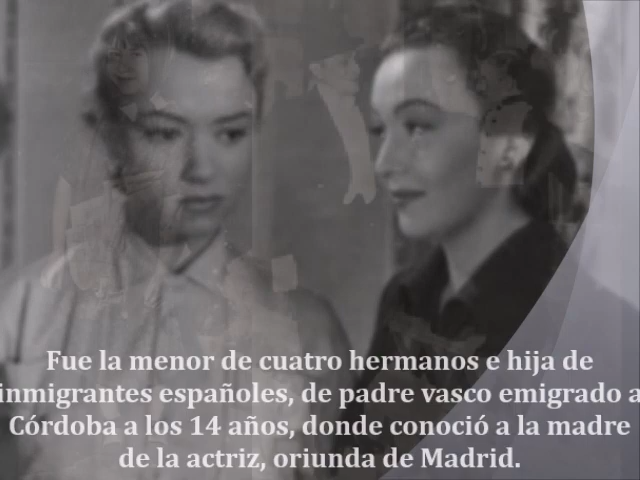 Fue la menor de cuatro hermanos e hija de
inmigrantes españoles, de padre vasco emigrado a
Córdoba a los 14 años, donde conoció a la madre
de la actriz, oriunda de Madrid.